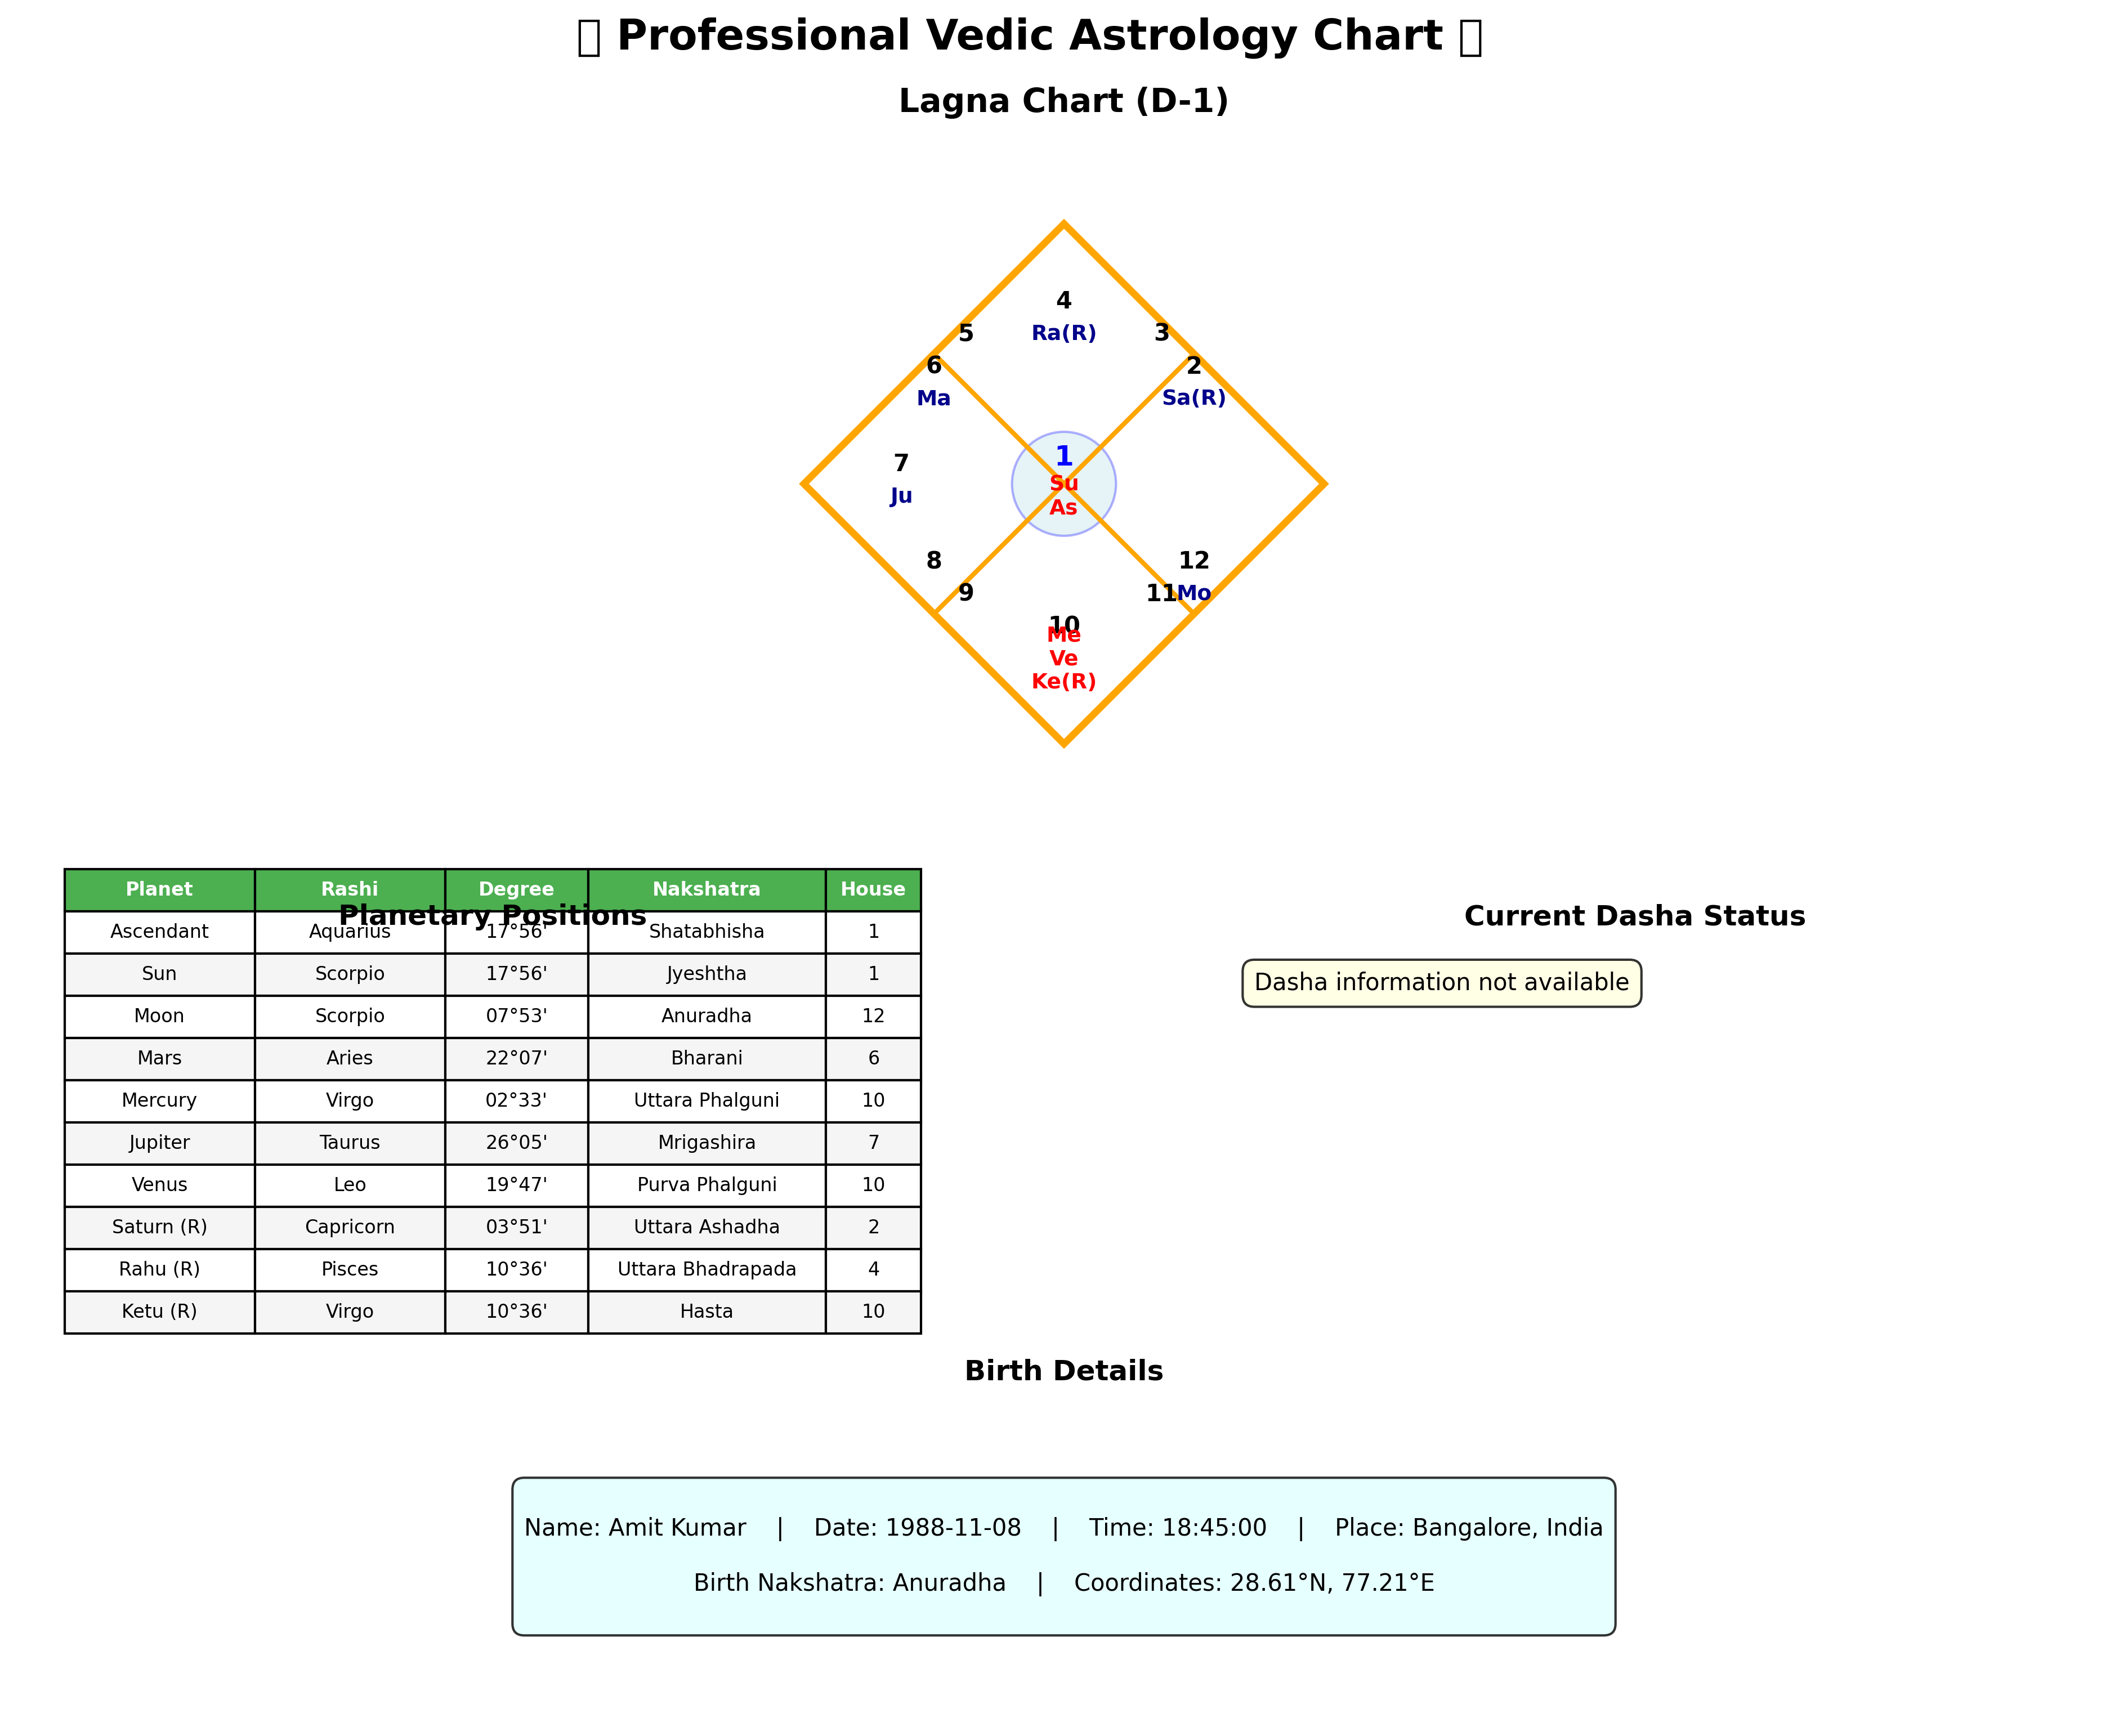 Professional Vedic Astrology Chart
Lagna Chart (D-1)
4
Ra(R)
5
3
6
Ma
2
Sa(R)
7
Ju
1
Su
As
8
12
9
11
Mo
10
Me
Ve
Ke(R)
Planet Rashi Degree Nakshatra House
Planetary Positions
Ascendant Aquarius 17°56' Shatabhisha 1
Sun Scorpio 17°56' Jyeshtha 1
Moon Scorpio 07°53' Anuradha 12
Mars Aries 22°07' Bharani 6
Mercury Virgo 02°33' Uttara Phalguni 10
Jupiter Taurus 26°05' Mrigashira 7
Venus Leo 19°47' Purva Phalguni 10
Saturn (R) Capricorn 03°51' Uttara Ashadha 2
Rahu (R) Pisces 10°36' Uttara Bhadrapada 4
Ketu (R) Virgo 10°36' Hasta 10
Current Dasha Status
Dasha information not available
Birth Details
Name: Amit Kumar | Date: 1988-11-08 | Time: 18:45:00 | Place: Bangalore, India
Birth Nakshatra: Anuradha | Coordinates: 28.61°N, 77.21°E